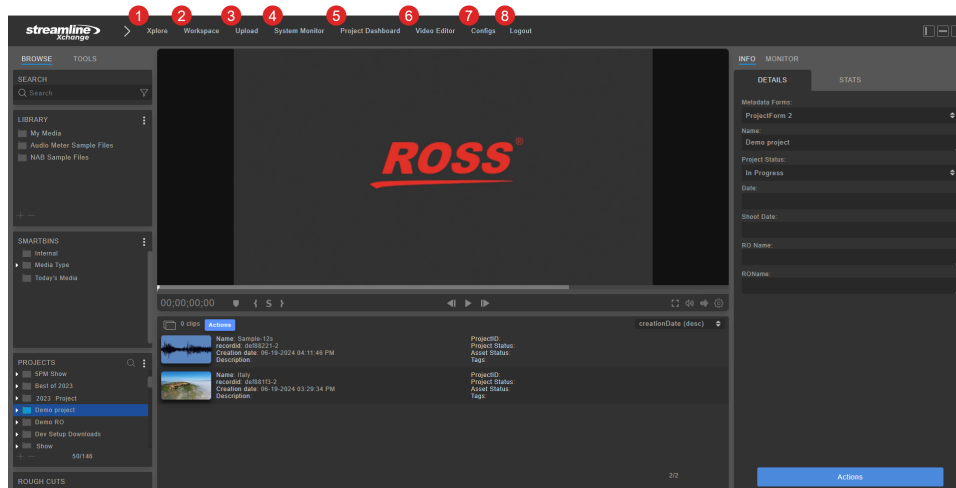 1 2 3 4 5 6 7 8
streamline Xchange
Xplore Workspace Upload System Monitor Project Dashboard Video Editor Configs Logout
BROWSE TOOLS
SEARCH
Search
LIBRARY
My Media
Audio Meter Sample Files
NAB Sample Files
SMARTBINS
Internal
Media Type
Today's Media
PROJECTS
5PM Show
Best of 2023
2023 Project
Demo project
Demo RO
Dev Setup Downloads
Show
50/146
ROUGH CUTS
ROSS®
00;00;00;00
{ S }
0 clips Actions
creationDate (desc)
Name: Sample-12s
recordid: del88221-2
Creation date: 06-19-2024 04:11:46 PM
Description:
ProjectID:
Project Status:
Asset Status:
Tags:
Name: Italy
recordid: del881f3-2
Creation date: 06-19-2024 03:29:34 PM
Description:
ProjectID:
Project Status:
Asset Status:
Tags:
2/2
INFO MONITOR
DETAILS STATS
Metadata Forms:
ProjectForm 2
Name:
Demo project
Project Status:
In Progress
Date:
Shoot Date:
RO Name:
ROName:
Actions